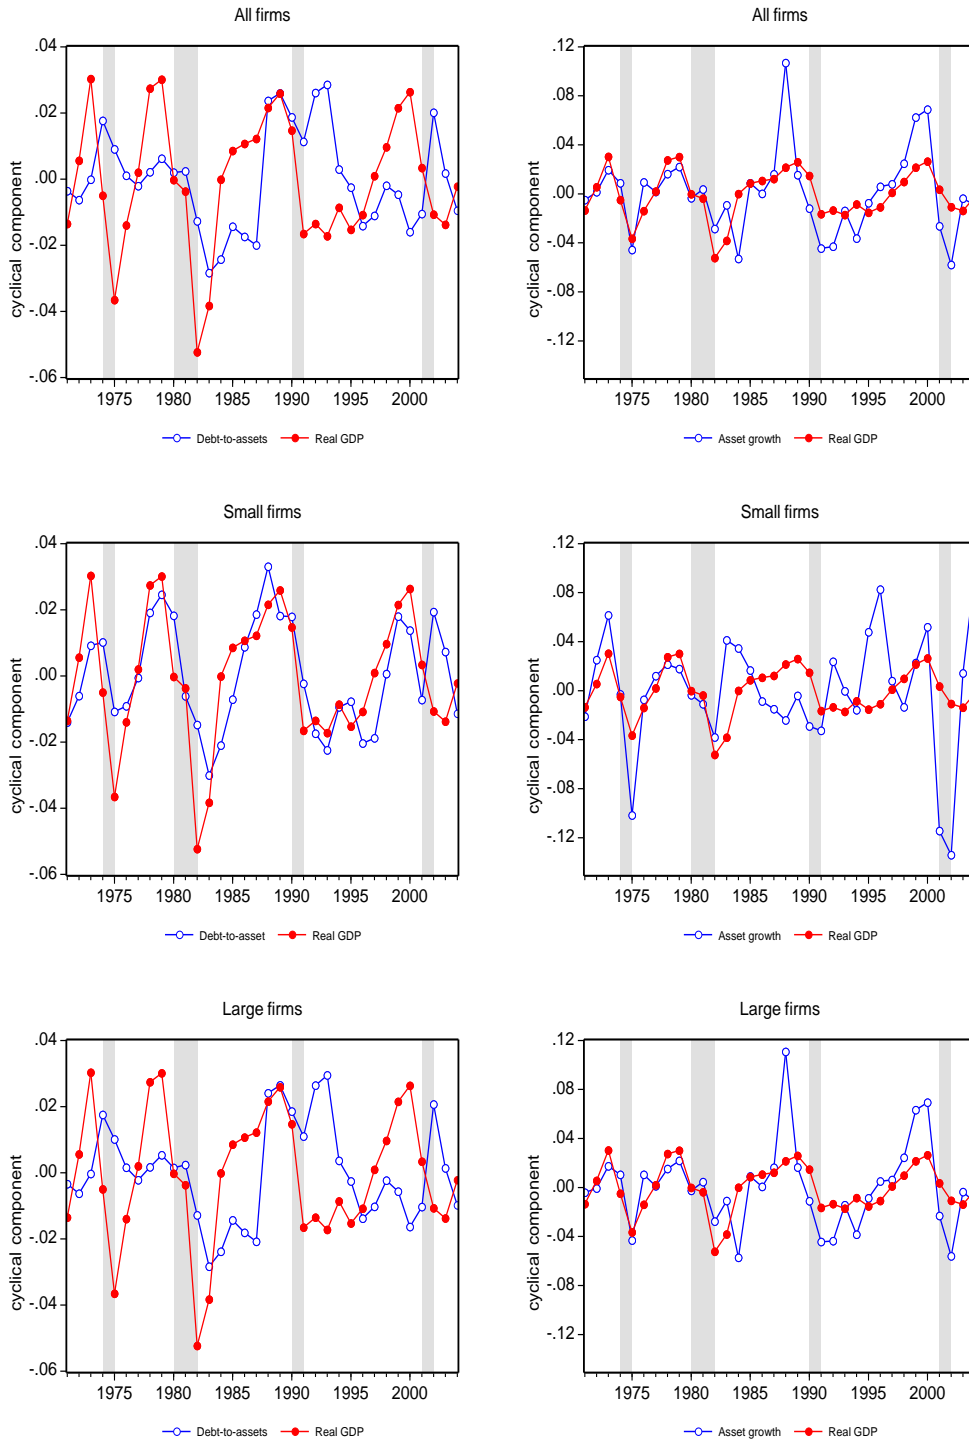 All firms
.04
.02
.00
-.02
-.04
-.06
cyclical component
1975 1980 1985 1990 1995 2000
Debt-to-assets Real GDP
All firms
.12
.08
.04
.00
-.04
-.08
-.12
cyclical component
1975 1980 1985 1990 1995 2000
Asset growth Real GDP
Small firms
.04
.02
.00
-.02
-.04
-.06
cyclical component
1975 1980 1985 1990 1995 2000
Debt-to-asset Real GDP
Small firms
.12
.08
.04
.00
-.04
-.08
-.12
cyclical component
1975 1980 1985 1990 1995 2000
Asset growth Real GDP
Large firms
.04
.02
.00
-.02
-.04
-.06
cyclical component
1975 1980 1985 1990 1995 2000
Debt-to-assets Real GDP
Large firms
.12
.08
.04
.00
-.04
-.08
-.12
cyclical component
1975 1980 1985 1990 1995 2000
Asset growth Real GDP